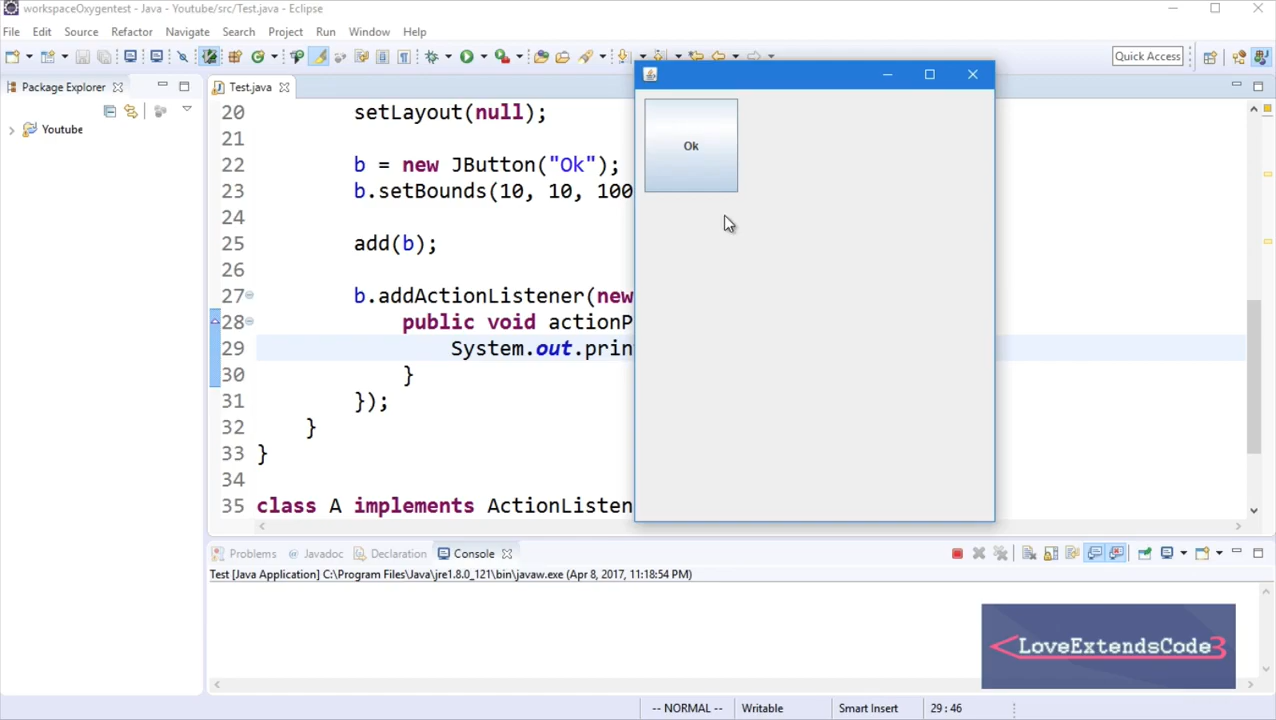 workspaceOxygentest - Java - Youtube/src/Test.java - Eclipse
File Edit Source Refactor Navigate Search Project Run Window Help
Quick Access
Package Explorer
Test.java
Youtube
20 setLayout(null);
21
22 b = new JButton("Ok");
23 b.setBounds(10, 10, 100
24
25 add(b);
26
27 b.addActionListener(new
28 public void actionP
29 System.out.prin
30 }
31 });
32 }
33 }
34
35 class A implements ActionListen
Ok
Problems Javadoc Declaration Console
Test [Java Application] C:\Program Files\Java\jre1.8.0_121\bin\javaw.exe (Apr 8, 2017, 11:18:54 PM)
<LoveExtendsCode3
-- NORMAL -- Writable Smart Insert 29 : 46